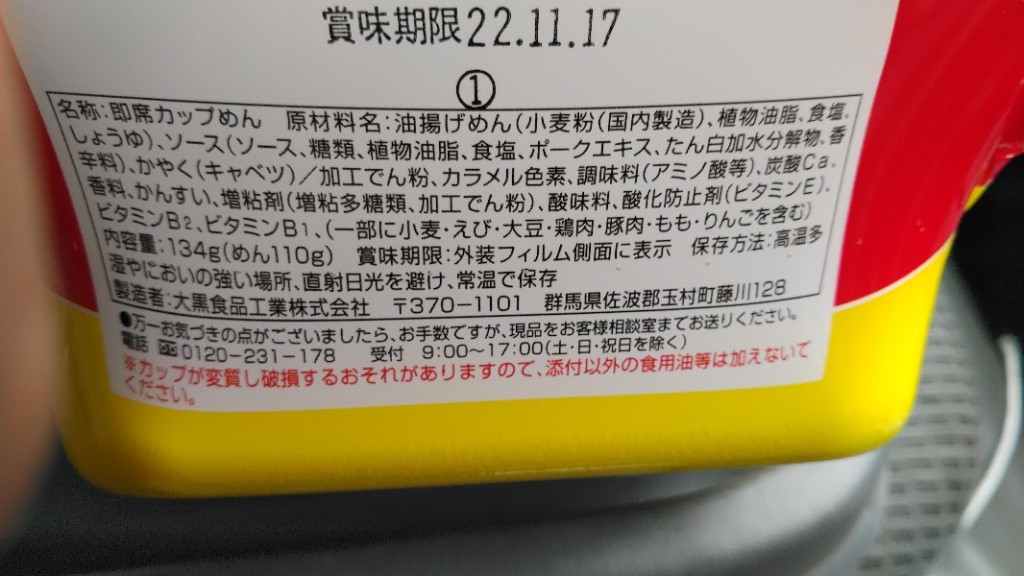 賞味期限22.11.17
①
名称:即席カップめん 原材料名:油揚げめん(小麦粉(国内製造)、植物油脂、食塩、
しょうゆ)、ソース(ソース、糖類、植物油脂、食塩、ポークエキス、たん白加水分解物、香
辛料)、かやく(キャベツ)/加工でん粉、カラメル色素、調味料(アミノ酸等)、炭酸Ca、
香料、かんすい、増粘剤(増粘多糖類、加工でん粉)、酸味料、酸化防止剤(ビタミンE)、
ビタミンB2、ビタミンB1、(一部に小麦・えび・大豆・鶏肉・豚肉・もも・りんごを含む)
内容量:134g(めん110g) 賞味期限:外装フィルム側面に表示 保存方法:高温多
湿やにおいの強い場所、直射日光を避け、常温で保存
製造者:大黒食品工業株式会社 〒370-1101 群馬県佐波郡玉村町藤川128
●万一お気づきの点がございましたら、お手数ですが、現品をお客様相談室までお送りください。
電話 0120-231-178 受付 9:00~17:00(土・日・祝日を除く)
※カップが変質し破損するおそれがありますので、添付以外の食用油等は加えないで
ください。